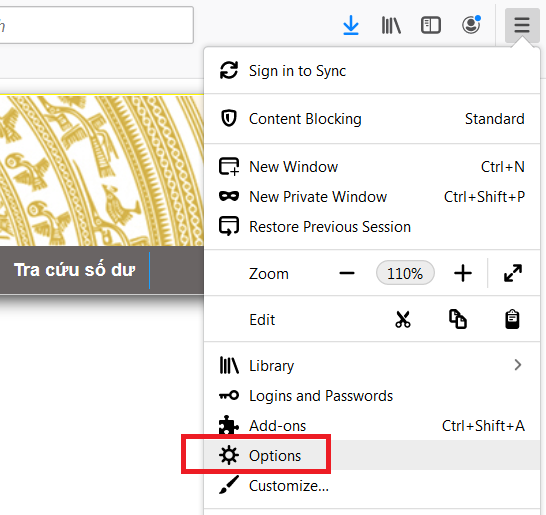 Sign in to Sync
Content Blocking Standard
New Window Ctrl+N
New Private Window Ctrl+Shift+P
Restore Previous Session
Tra cứu số dư
Zoom 110%
Edit
Library
Logins and Passwords
Add-ons Ctrl+Shift+A
Options
Customize...